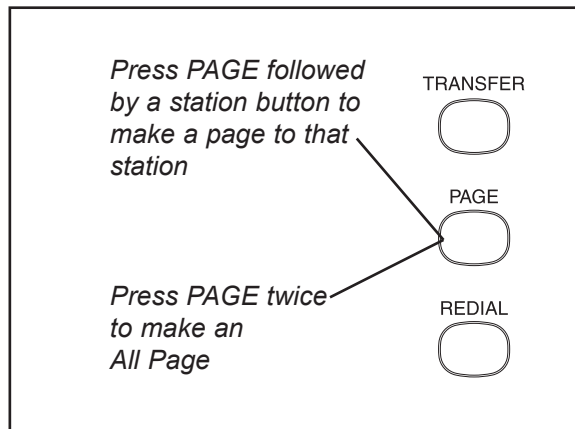 Press PAGE followed
by a station button to
make a page to that
station
TRANSFER
PAGE
Press PAGE twice
to make an
All Page
REDIAL